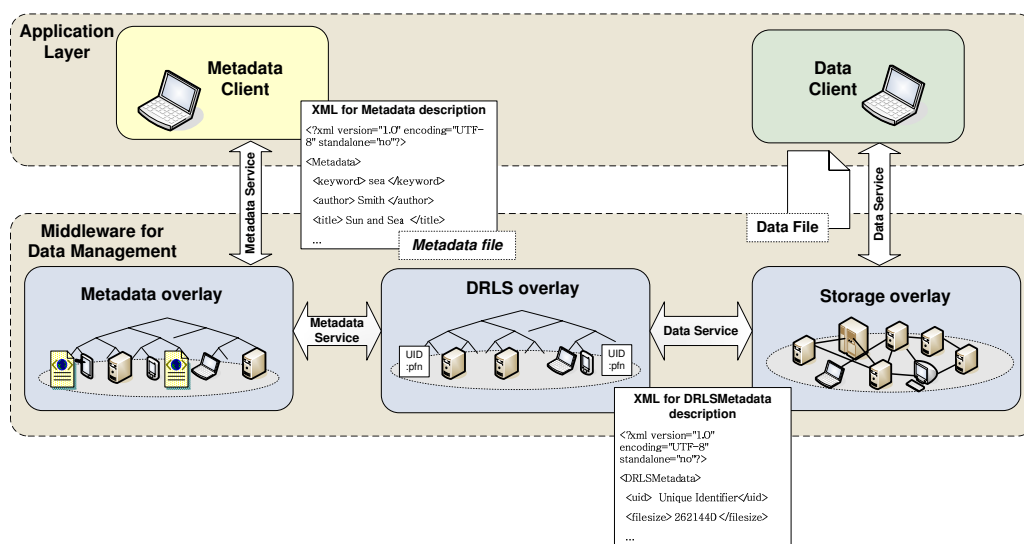 Application
Layer
Metadata
Client
Data
Client
XML for Metadata description
<?xml version="1.0" encoding="UTF-
8" standalone="no"?>
<Metadata>
<keyword> sea </keyword>
<author> Smith </author>
<title> Sun and Sea </title>
...
Metadata file
Metadata Service
Data File
Data Service
Middleware for
Data Management
Metadata overlay
Metadata
Service
DRLS overlay
UID
:pfn
UID
:pfn
Data Service
Storage overlay
XML for DRLSMetadata
description
<?xml version="1.0"
encoding="UTF-8"
standalone="no"?>
<DRLSMetadata>
<uid> Unique Identifier</uid>
<filesize> 2621440 </filesize>
...